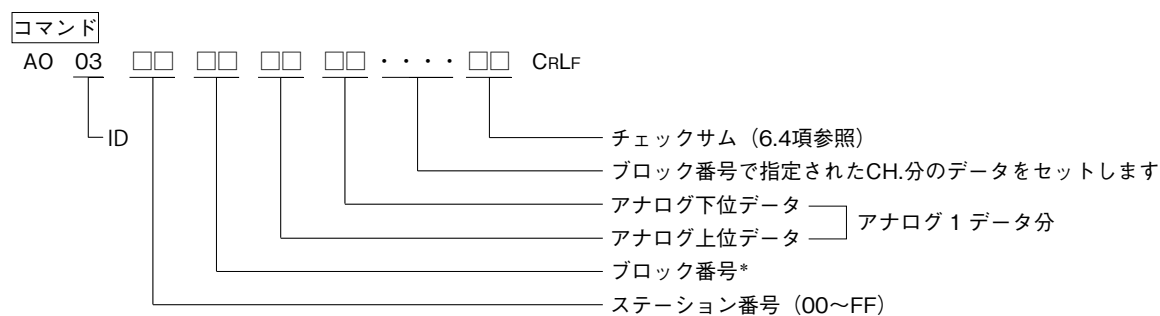 コマンド
AO 03 □□ □□ □□ □□ ・・・・ □□ CRLF
ID
チェックサム（6.4項参照）
ブロック番号で指定されたCH.分のデータをセットします
アナログ下位データ
アナログ1データ分
アナログ上位データ
ブロック番号*
ステーション番号（00〜FF）